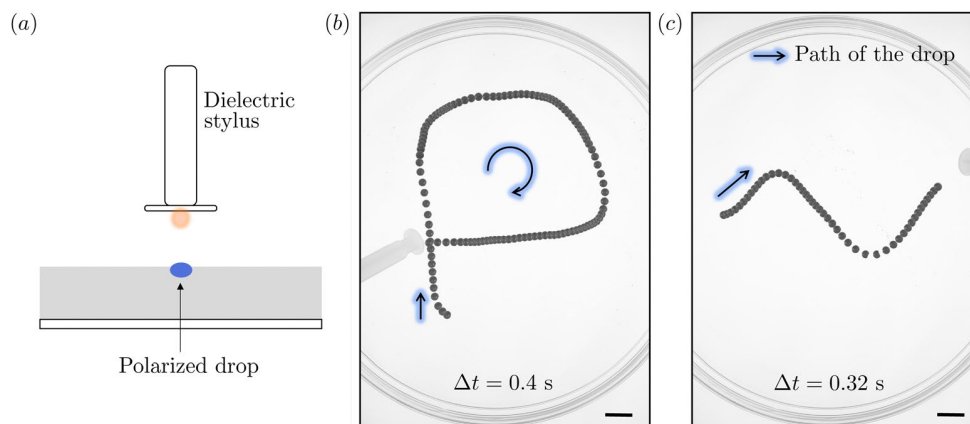 (a)
Dielectric
stylus
Polarized drop
(b)
Δt = 0.4 s
(c)
Path of the drop
Δt = 0.32 s